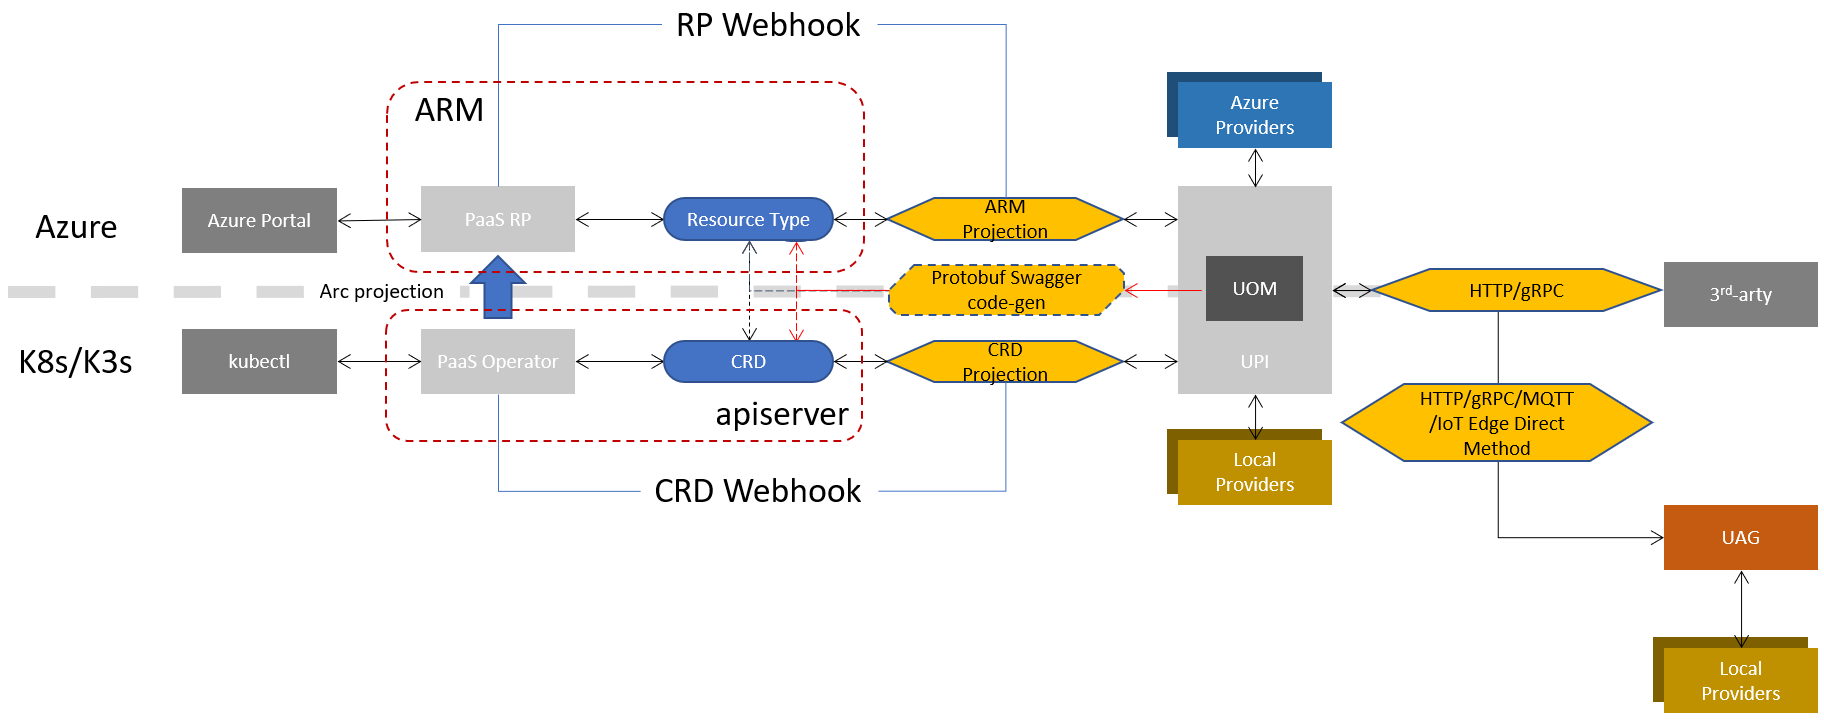 RP Webhook
ARM
Azure
Providers
Azure
Azure Portal
PaaS RP
Resource Type
ARM
Projection
Protobuf Swagger
code-gen
UOM
HTTP/gRPC
3rd-arty
Arc projection
K8s/K3s
kubectl
PaaS Operator
CRD
CRD
Projection
UPI
apiserver
HTTP/gRPC/MQTT
/IoT Edge Direct
Method
CRD Webhook
Local
Providers
UAG
Local
Providers